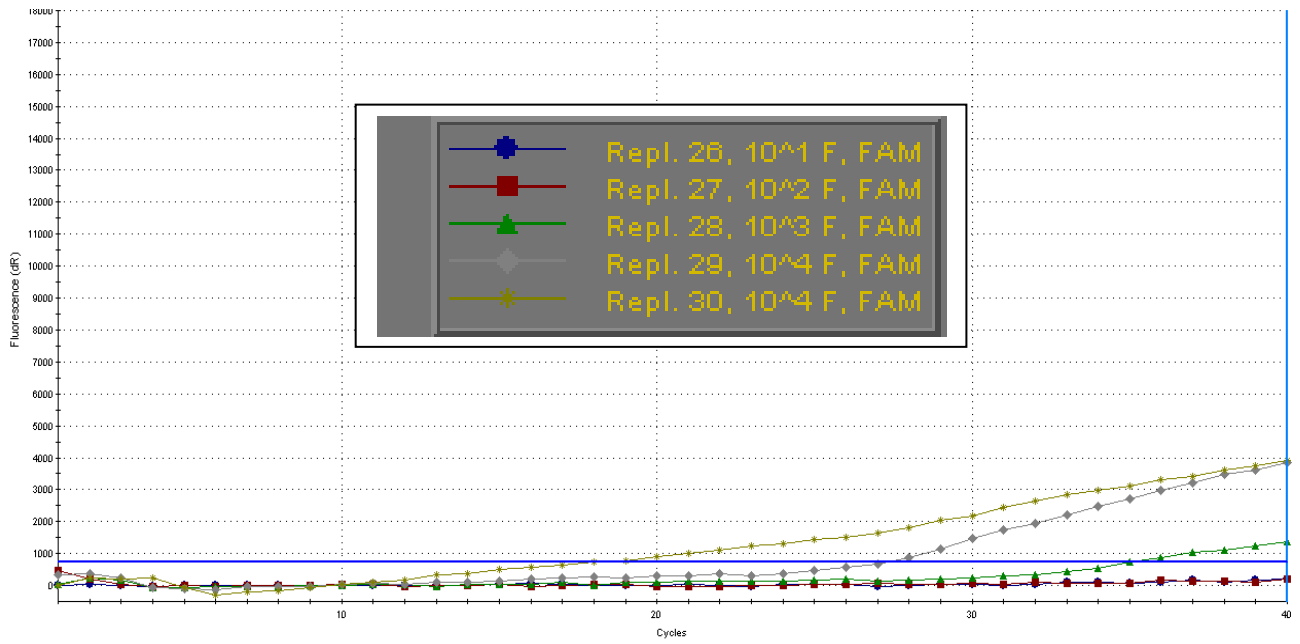 18000
17000
16000
15000
14000
13000
12000
11000
10000
9000
8000
7000
6000
5000
4000
3000
2000
1000
0
Fluorescence (dR)
Repl. 26, 10^1 F, FAM
Repl. 27, 10^2 F, FAM
Repl. 28, 10^3 F, FAM
Repl. 29, 10^4 F, FAM
Repl. 30, 10^4 F, FAM
10 20 30 40
Cycles